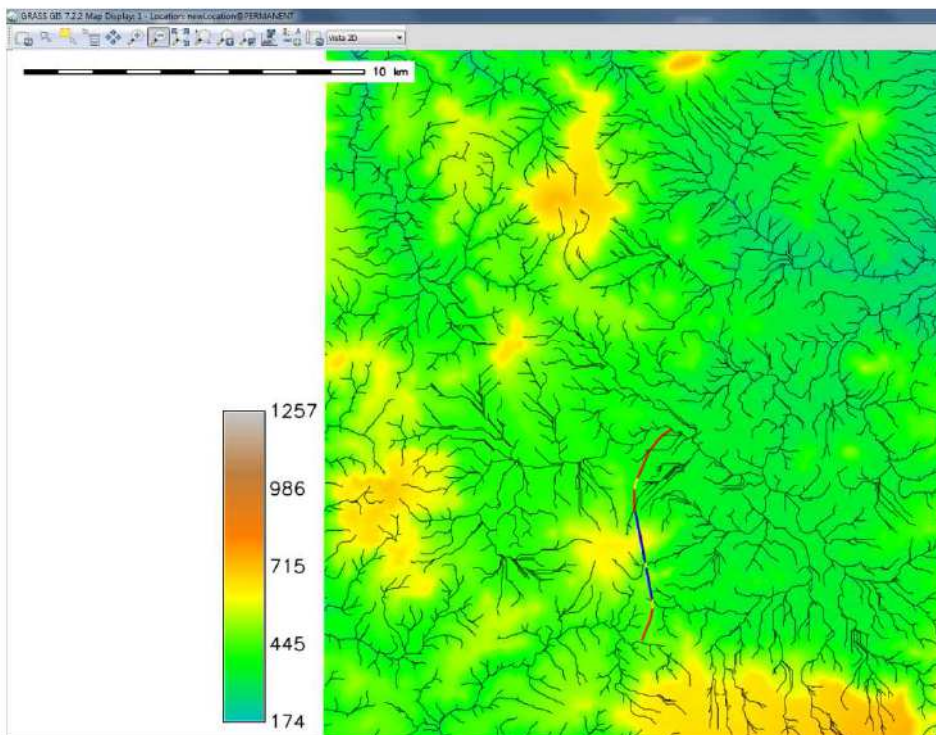 GRASS GIS 7.2.2 Map Display: 1 - Location: newLocation@PERMANENT
Vista 2D
10 km
1257
986
715
445
174